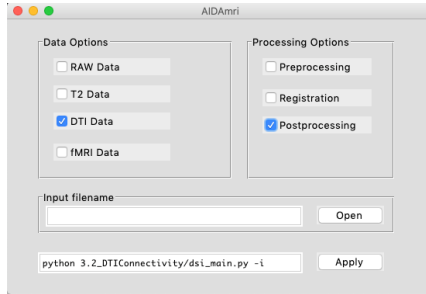 AIDAmri
Data Options
RAW Data
T2 Data
DTI Data
fMRI Data
Processing Options
Preprocessing
Registration
Postprocessing
Input filename
Open
python 3.2_DTIConnectivity/dsi_main.py -i
Apply